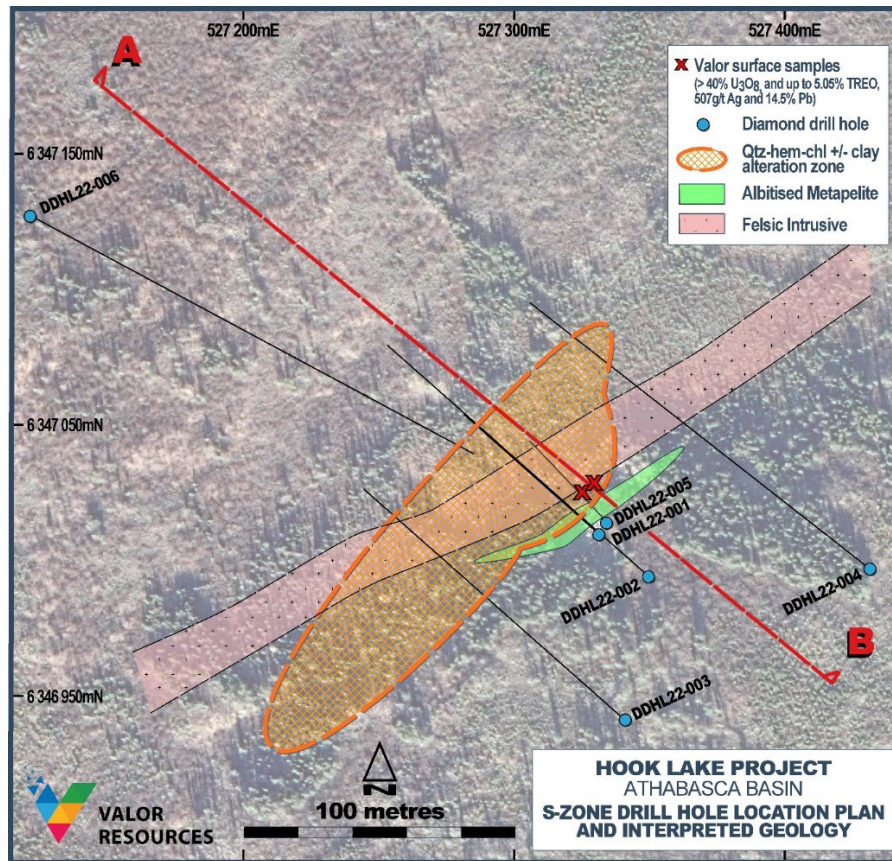 527 200mE
527 300mE
527 400mE
A
X Valor surface samples
(> 40% U₃O₈, and up to 5.05% TREO,
507g/t Ag and 14.5% Pb)
Diamond drill hole
Qtz-hem-chl +/- clay
alteration zone
Albitised Metapelite
Felsic Intrusive
6 347 150mN
DDHL22-006
6 347 050mN
X X
DDHL22-005
DDHL22-001
DDHL22-002
DDHL22-004
B
6 346 950mN
DDHL22-003
N
100 metres
VALOR
RESOURCES
HOOK LAKE PROJECT
ATHABASCA BASIN
S-ZONE DRILL HOLE LOCATION PLAN
AND INTERPRETED GEOLOGY